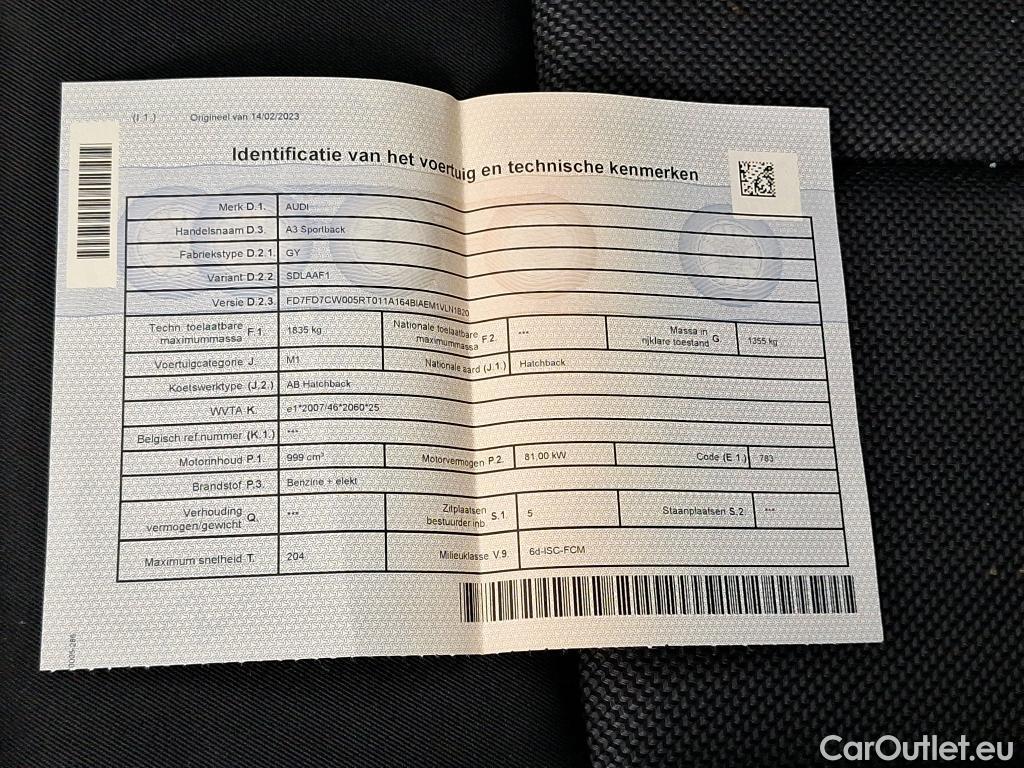 (I.1.) Origineel van 14/02/2023
Identificatie van het voertuig en technische kenmerken
Merk D.1. AUDI
Handelsnaam D.3. A3 Sportback
Fabriekstype D.2.1. GY
Variant D.2.2. SDLAAF1
Versie D.2.3. FD7FD7CW005RT011A164BIAEM1VLN1B20
Techn. toelaatbare maximummassa F.1. 1835 kg Nationale toelaatbare maximummassa F.2. *** Massa in rijklare toestand G 1355 kg
Voertuigcategorie J. M1 Nationale aard (J.1.) Hatchback
Koetswerktype (J.2.) AB Hatchback
WVTA K. e1*2007/46*2060*25
Belgisch ref.nummer (K.1.) ***
Motorinhoud P.1. 999 cm³ Motorvermogen P.2. 81,00 kW Code (E.1.) 783
Brandstof P.3. Benzine + elekt
Verhouding vermogen/gewicht Q. *** Zitplaatsen bestuurder inb. S.1. 5 Staanplaatsen S.2. ***
Maximum snelheid T. 204 Milieuklasse V.9. 6d-ISC-FCM
CarOutlet.eu